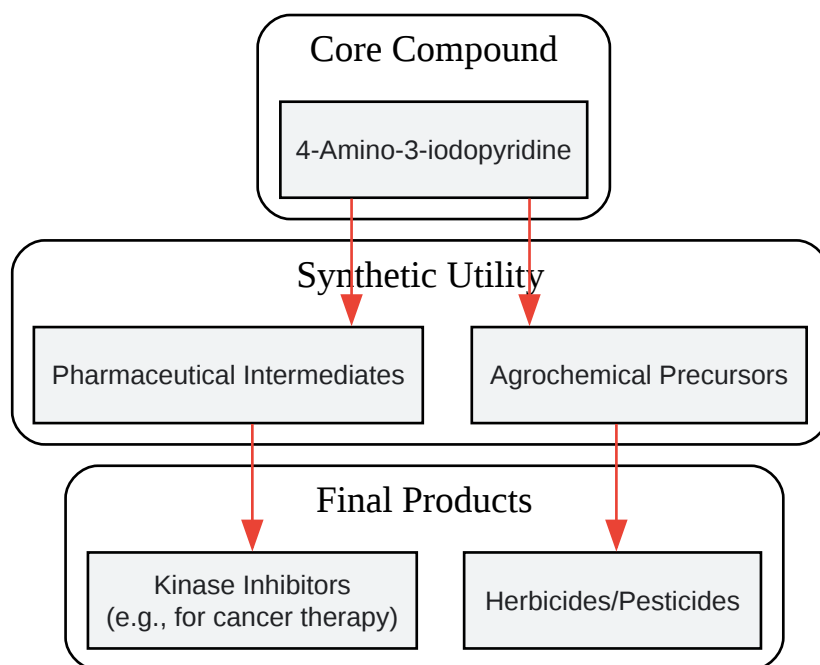 Core Compound
4-Amino-3-iodopyridine
Synthetic Utility
Pharmaceutical Intermediates
Agrochemical Precursors
Final Products
Kinase Inhibitors
(e.g., for cancer therapy)
Herbicides/Pesticides